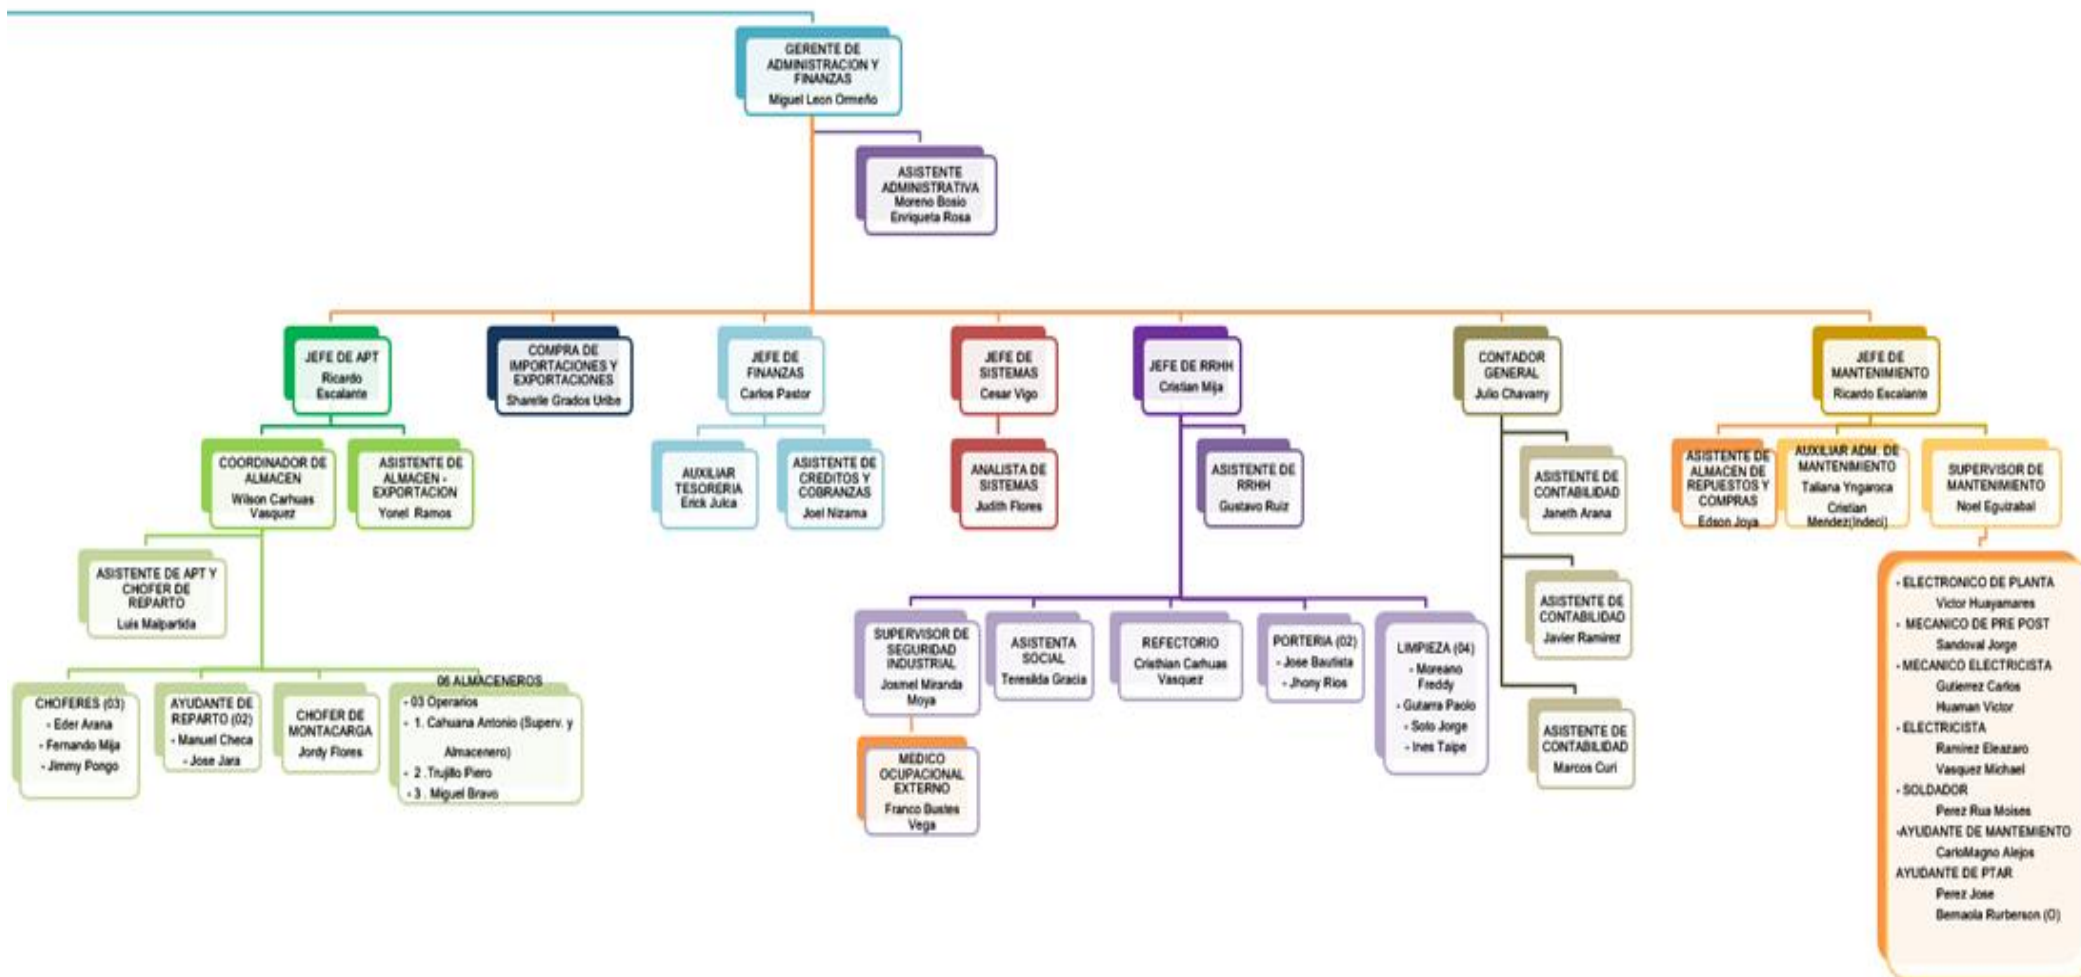 GERENTE DE
ADMINISTRACION Y
FINANZAS
Miguel Leon Ormeño
ASISTENTE
ADMINISTRATIVA
Moreno Bosio
Enriqueta Rosa
JEFE DE APT
Ricardo
Escalante
COMPRA DE
IMPORTACIONES Y
EXPORTACIONES
Sharelle Grados Uribe
JEFE DE
FINANZAS
Carlos Pastor
JEFE DE
SISTEMAS
Cesar Vigo
JEFE DE RRHH
Cristian Mija
CONTADOR
GENERAL
Julio Chavarry
JEFE DE
MANTENIMIENTO
Ricardo Escalante
COORDINADOR DE
ALMACEN
Wilson Carhuas
Vasquez
ASISTENTE DE
ALMACEN -
EXPORTACION
Yonel Ramos
AUXILIAR
TESORERIA
Erick Julca
ASISTENTE DE
CREDITOS Y
COBRANZAS
Joel Nizama
ANALISTA DE
SISTEMAS
Judith Flores
ASISTENTE DE
RRHH
Gustavo Ruiz
ASISTENTE DE
CONTABILIDAD
Janeth Arana
ASISTENTE DE
ALMACEN DE
REPUESTOS Y
COMPRAS
Edson Joya
AUXILIAR ADM. DE
MANTENIMIENTO
Taliana Yngaroca
Cristian
Mendez(Indeci)
SUPERVISOR DE
MANTENIMIENTO
Noel Eguizabal
ASISTENTE DE APT Y
CHOFER DE
REPARTO
Luis Malpartida
ASISTENTE DE
CONTABILIDAD
Javier Ramirez
SUPERVISOR DE
SEGURIDAD
INDUSTRIAL
Josmel Miranda
Moya
ASISTENTA
SOCIAL
Teresilda Gracia
REFECTORIO
Cristhian Carhuas
Vasquez
PORTERIA (02)
- Jose Bautista
- Jhony Rios
LIMPIEZA (04)
- Moreano
Freddy
- Gutarra Paolo
- Solo Jorge
- Ines Taipe
CHOFERES (03)
- Eder Arana
- Fernando Mija
- Jimmy Pongo
AYUDANTE DE
REPARTO (02)
- Manuel Checa
- Jose Jara
CHOFER DE
MONTACARGA
Jordy Flores
06 ALMACENEROS
- 03 Operarios
- 1. Cahuana Antonio (Superv. y
Almacenero)
- 2 .Trujillo Piero
- 3 . Miguel Bravo
MEDICO
OCUPACIONAL
EXTERNO
Franco Bustes
Vega
ASISTENTE DE
CONTABILIDAD
Marcos Curi
- ELECTRONICO DE PLANTA
Victor Huayamares
- MECANICO DE PRE POST
Sandoval Jorge
- MECANICO ELECTRICISTA
Gutierrez Carlos
Huaman Victor
- ELECTRICISTA
Ramirez Eleazaro
Vasquez Michael
- SOLDADOR
Perez Rua Moises
-AYUDANTE DE MANTEMIENTO
CarloMagno Alejos
AYUDANTE DE PTAR
Perez Jose
Bernaola Rurberson (O)